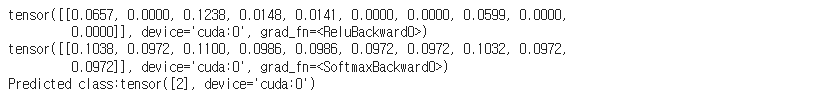 tensor([[0.0657, 0.0000, 0.1238, 0.0148, 0.0141, 0.0000, 0.0000, 0.0599, 0.0000,
0.0000]], device='cuda:0', grad_fn=<ReluBackward0>)
tensor([[0.1038, 0.0972, 0.1100, 0.0986, 0.0986, 0.0972, 0.0972, 0.1032, 0.0972,
0.0972]], device='cuda:0', grad_fn=<SoftmaxBackward0>)
Predicted class:tensor([2], device='cuda:0')